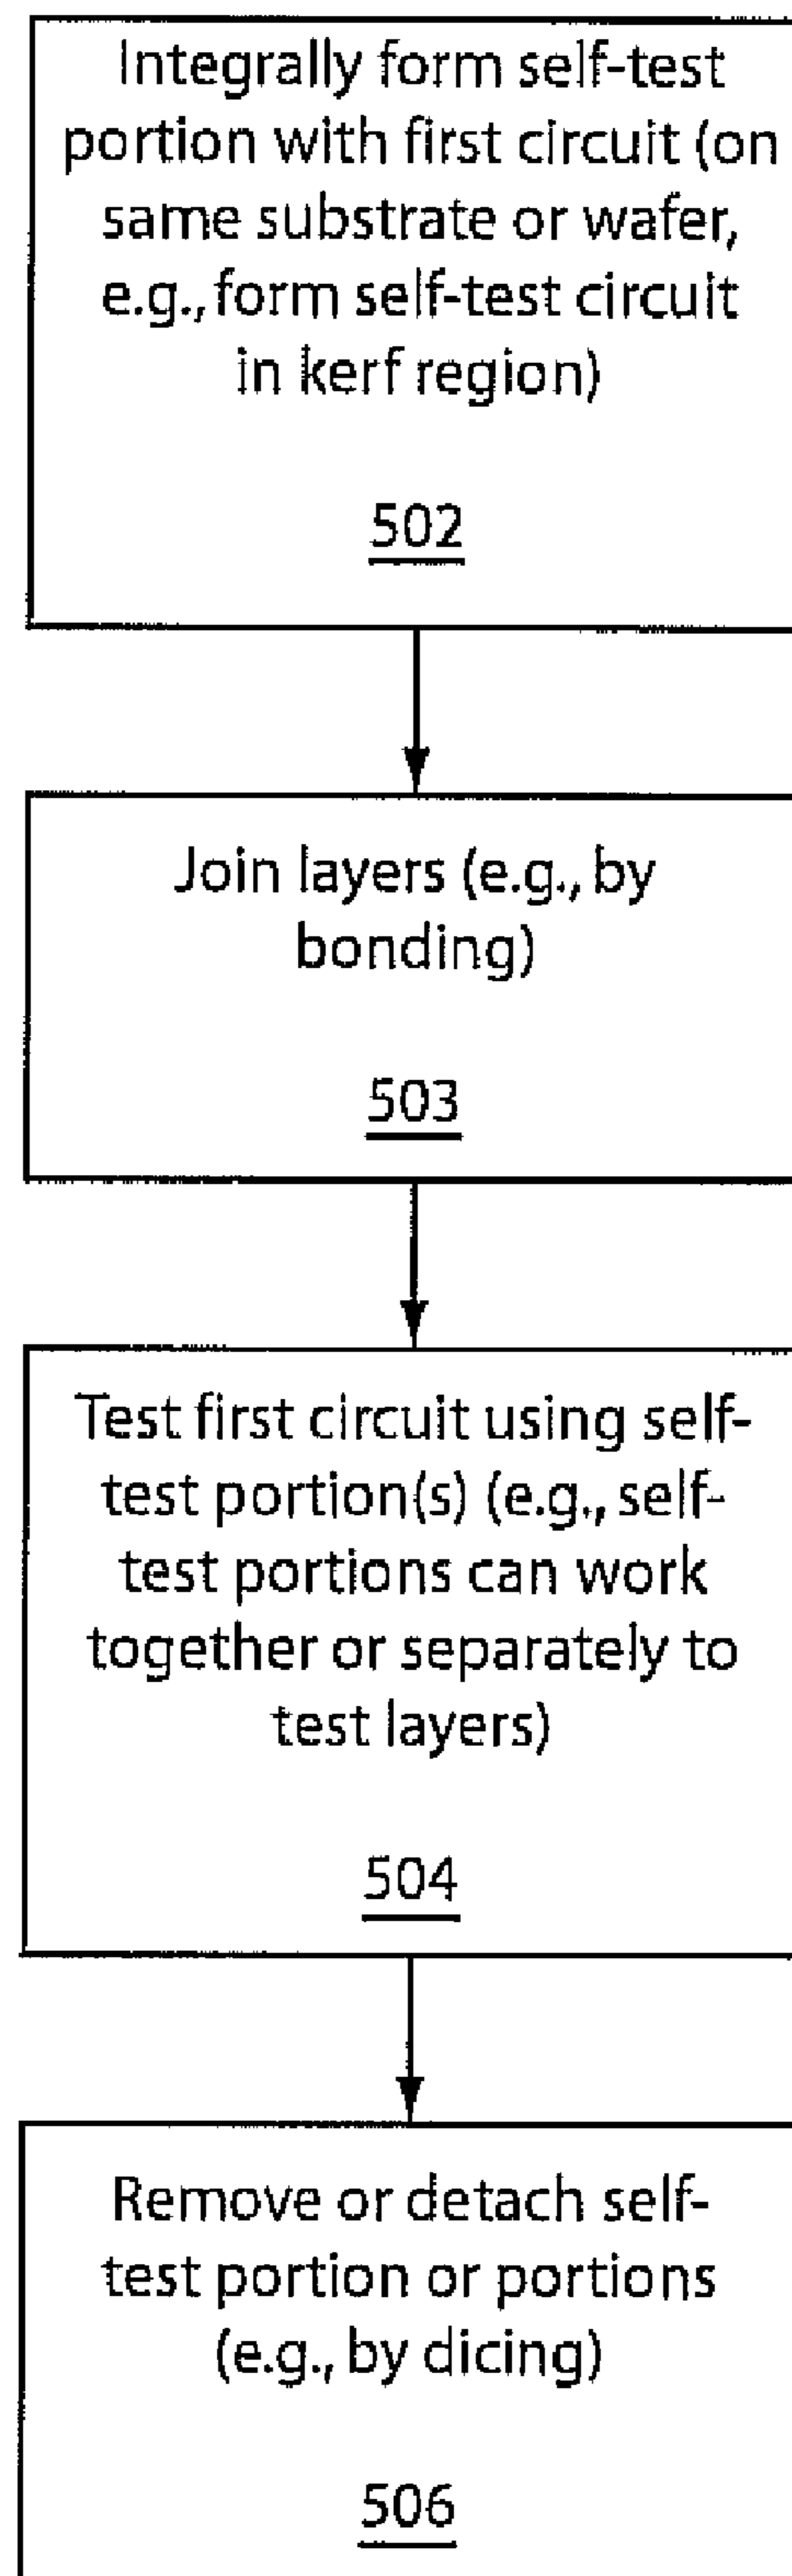 Integrally form self-test
portion with first circuit (on
same substrate or wafer,
e.g., form self-test circuit
in kerf region)
502
Join layers (e.g., by
bonding)
503
Test first circuit using self-
test portion(s) (e.g., self-
test portions can work
together or separately to
test layers)
504
Remove or detach self-
test portion or portions
(e.g., by dicing)
506